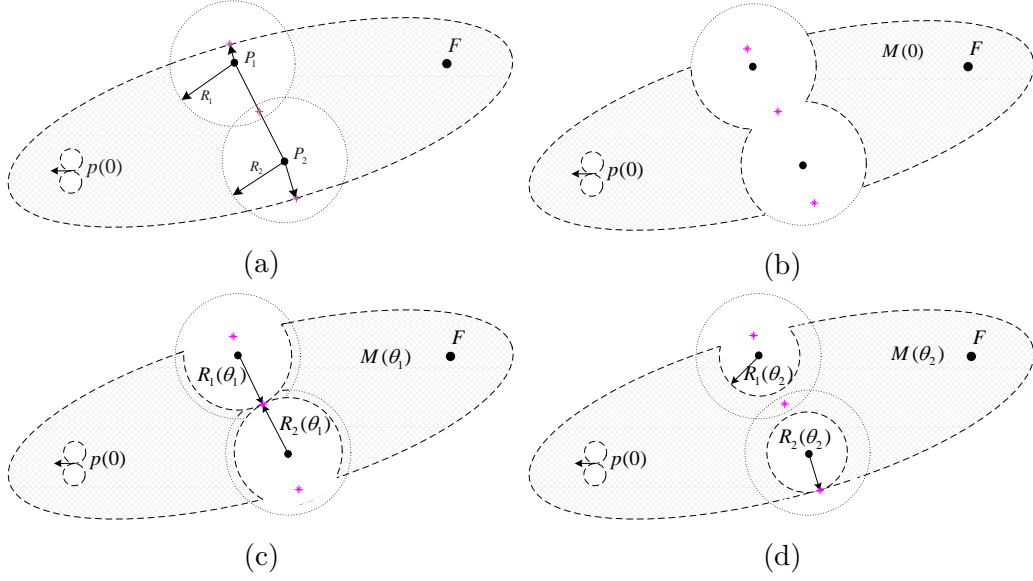 P₁
F
R₁
P₂
R₂
p(0)
(a)
M(0)
F
p(0)
(b)
F
M(θ₁)
R₁(θ₁)
R₂(θ₁)
p(0)
(c)
F
M(θ₂)
R₁(θ₂)
R₂(θ₂)
p(0)
(d)